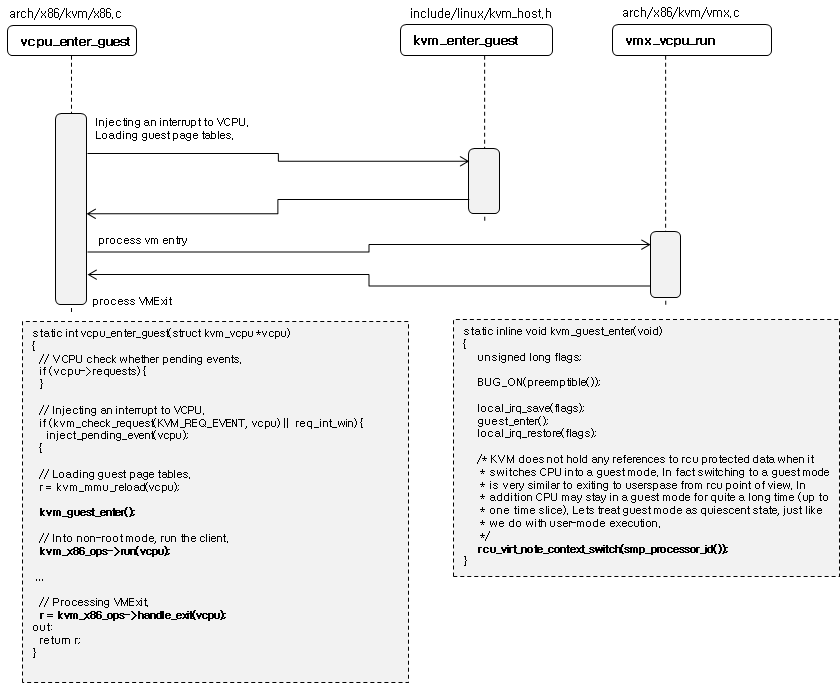 arch/x86/kvm/x86.c
include/linux/kvm_host.h
arch/x86/kvm/vmx.c
vcpu_enter_guest
kvm_enter_guest
vmx_vcpu_run
Injecting an interrupt to VCPU.
Loading guest page tables.
process vm entry
process VMExit
static int vcpu_enter_guest(struct kvm_vcpu *vcpu)
{
// VCPU check whether pending events.
if (vcpu->requests) {
}
// Injecting an interrupt to VCPU.
if (kvm_check_request(KVM_REQ_EVENT, vcpu) || req_int_win) {
inject_pending_event(vcpu);
{
// Loading guest page tables.
r = kvm_mmu_reload(vcpu);
kvm_guest_enter();
// Into non-root mode, run the client.
kvm_x86_ops->run(vcpu);
...
// Processing VMExit.
r = kvm_x86_ops->handle_exit(vcpu);
out:
return r;
}
static inline void kvm_guest_enter(void)
{
unsigned long flags;
BUG_ON(preemptible());
local_irq_save(flags);
guest_enter();
local_irq_restore(flags);
/* KVM does not hold any references to rcu protected data when it
* switches CPU into a guest mode. In fact switching to a guest mode
* is very similar to exiting to userspase from rcu point of view. In
* addition CPU may stay in a guest mode for quite a long time (up to
* one time slice). Lets treat guest mode as quiescent state, just like
* we do with user-mode execution.
*/
rcu_virt_note_context_switch(smp_processor_id());
}